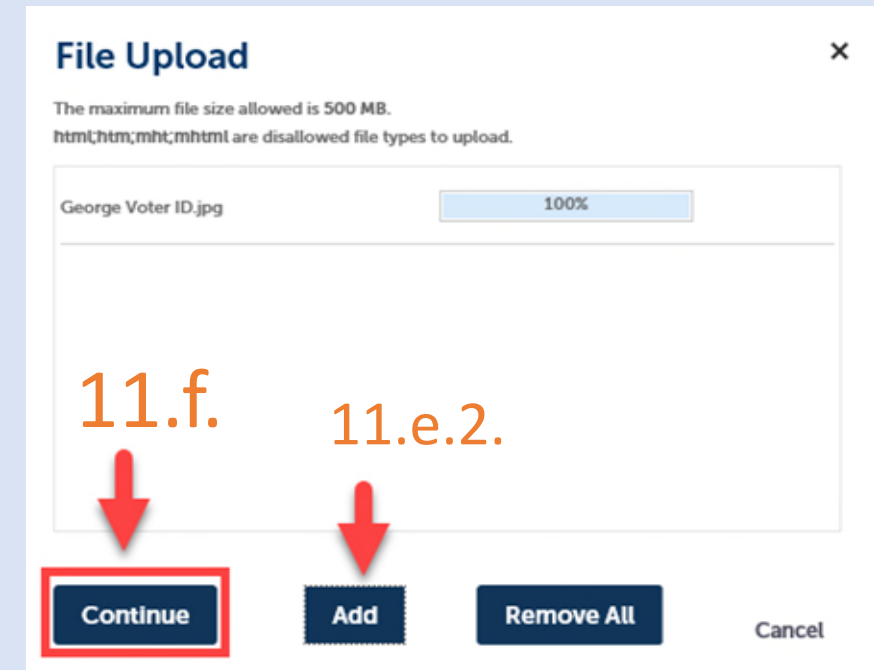 File Upload
×
The maximum file size allowed is 500 MB.
html;htm;mht;mhtml are disallowed file types to upload.
George Voter ID.jpg 100%
11.f.
11.e.2.
Continue Add Remove All Cancel